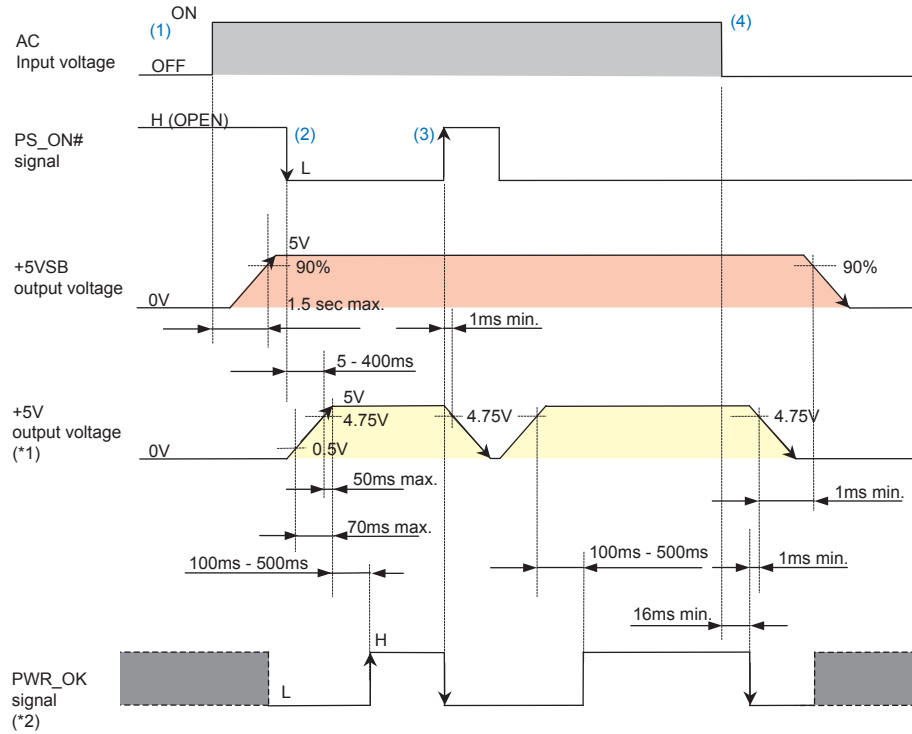 ON
(1)
(4)
AC
Input voltage
OFF
H (OPEN)
(2)
(3)
PS_ON#
signal
L
5V
+5VSB
output voltage
90%
90%
0V
1.5 sec max.
1ms min.
5 - 400ms
5V
+5V
output voltage
(*1)
4.75V
4.75V
4.75V
0.5V
0V
50ms max.
1ms min.
70ms max.
100ms - 500ms
100ms - 500ms
1ms min.
16ms min.
H
PWR_OK
signal
(*2)
L